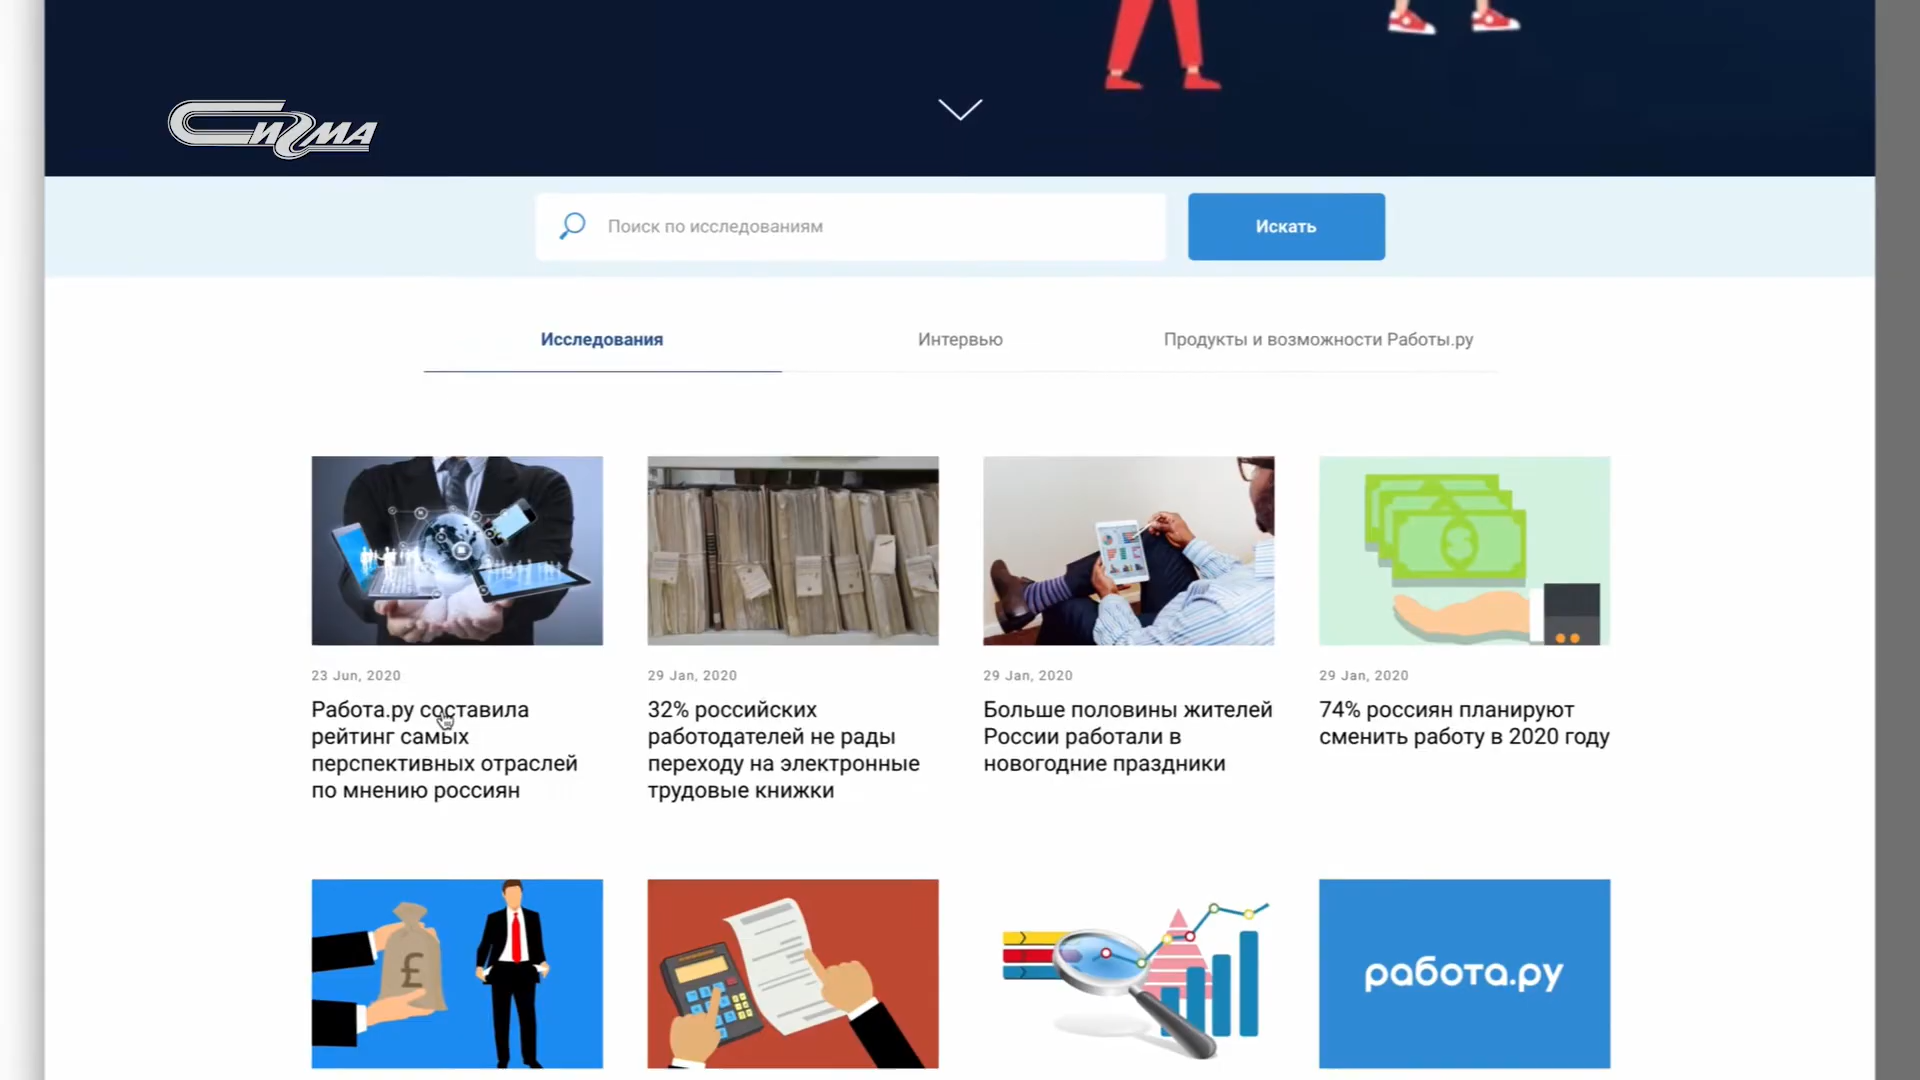 СИГМА
Поиск по исследованиям
Искать
Исследования
Интервью
Продукты и возможности Работы.ру
23 Jun, 2020
Работа.ру составила
рейтинг самых
перспективных отраслей
по мнению россиян
29 Jan, 2020
32% российских
работодателей не рады
переходу на электронные
трудовые книжки
29 Jan, 2020
Больше половины жителей
России работали в
новогодние праздники
29 Jan, 2020
74% россиян планируют
сменить работу в 2020 году
£
работа.ру